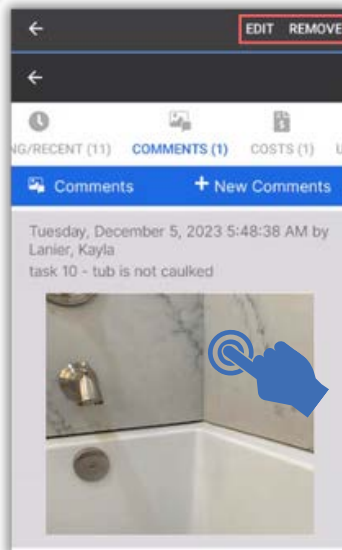 EDIT REMOVE
NG/RECENT (11) COMMENTS (1) COSTS (1)
Comments + New Comments
Tuesday, December 5, 2023 5:48:38 AM by
Lanier, Kayla
task 10 - tub is not caulked